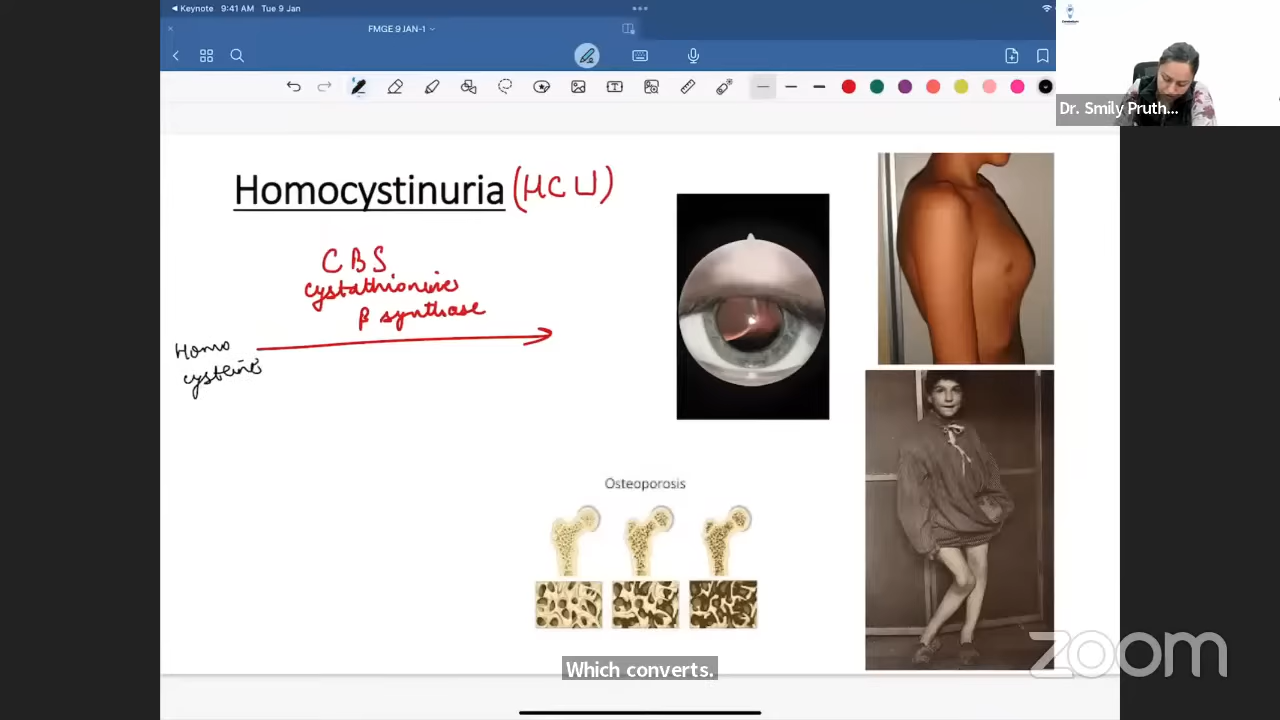 Keynote 9:41 AM Tue 9 Jan
FMGE 9 JAN-1
Dr. Smily Pruth...
Homocystinuria (HCU)
CBS
cystathionine
β synthase
Homo
cysteine
Osteoporosis
Which converts.
zoom